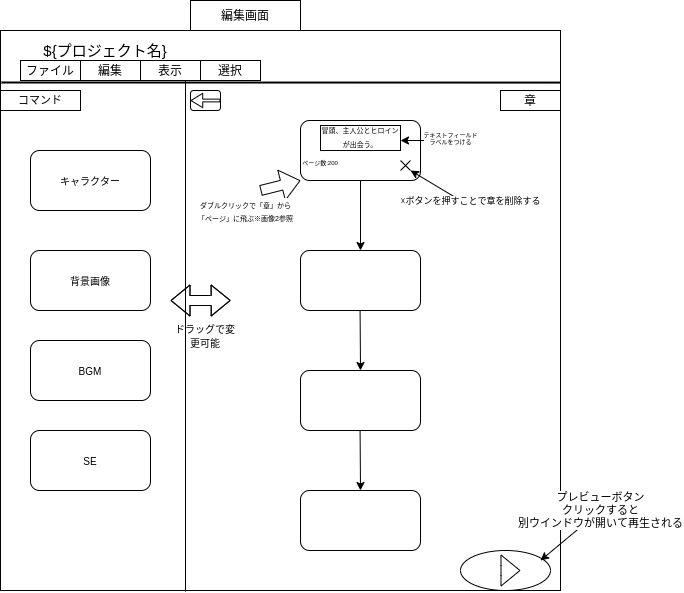 編集画面
${プロジェクト名}
ファイル
編集
表示
選択
コマンド
章
冒頭、主人公とヒロイン
が出会う。
テキストフィールド
ラベルをつける
ページ数:200
キャラクター
ダブルクリックで「章」から
「ページ」に飛ぶ※画像2参照
xボタンを押すことで章を削除する
背景画像
ドラッグで変
更可能
BGM
SE
プレビューボタン
クリックすると
別ウインドウが開いて再生される